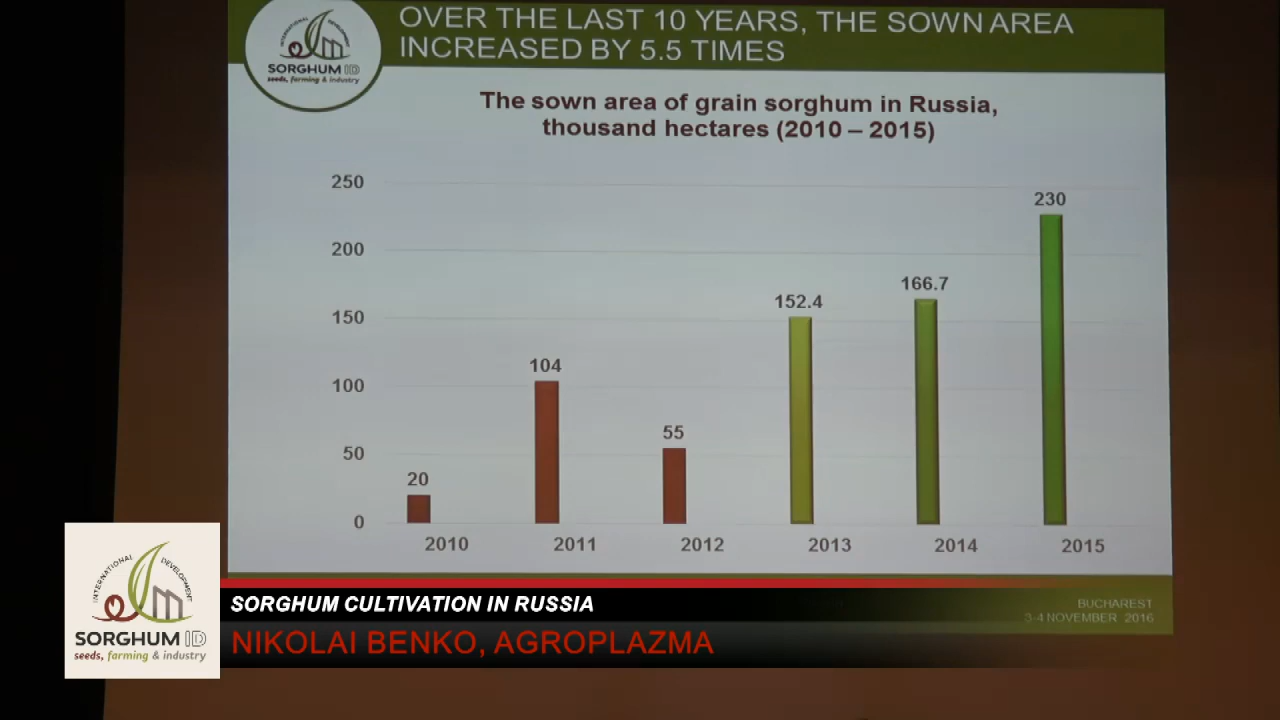 INTERNATIONAL DEVELOPMENT
SORGHUM ID
seeds, farming & industry
OVER THE LAST 10 YEARS, THE SOWN AREA
INCREASED BY 5.5 TIMES
The sown area of grain sorghum in Russia,
thousand hectares (2010 – 2015)
250
200
150
100
50
0
20
104
55
152.4
166.7
230
2010
2011
2012
2013
2014
2015
BUCHAREST
3-4 NOVEMBER 2016
INTERNATIONAL DEVELOPMENT
SORGHUM ID
seeds, farming & industry
SORGHUM CULTIVATION IN RUSSIA
NIKOLAI BENKO, AGROPLAZMA